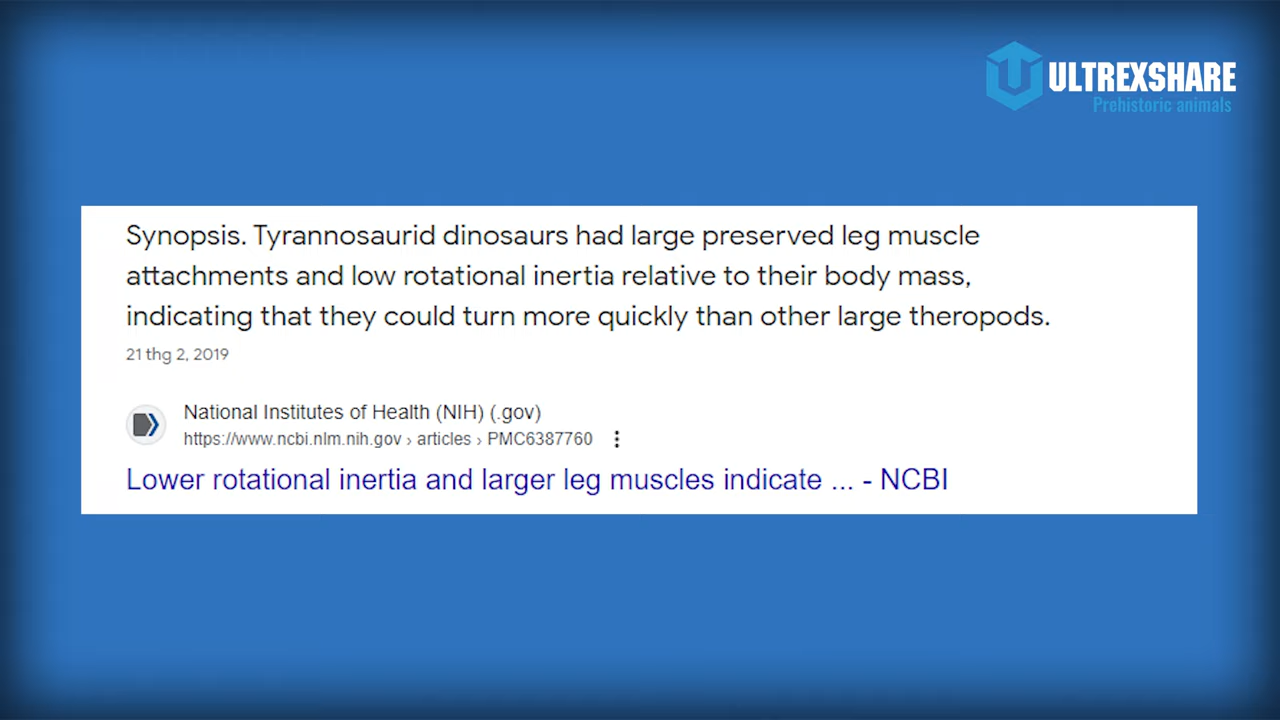 ULTREXSHARE
Prehistoric animals
Synopsis. Tyrannosaurid dinosaurs had large preserved leg muscle
attachments and low rotational inertia relative to their body mass,
indicating that they could turn more quickly than other large theropods.
21 thg 2, 2019
National Institutes of Health (NIH) (.gov)
https://www.ncbi.nlm.nih.gov › articles › PMC6387760
Lower rotational inertia and larger leg muscles indicate ... - NCBI